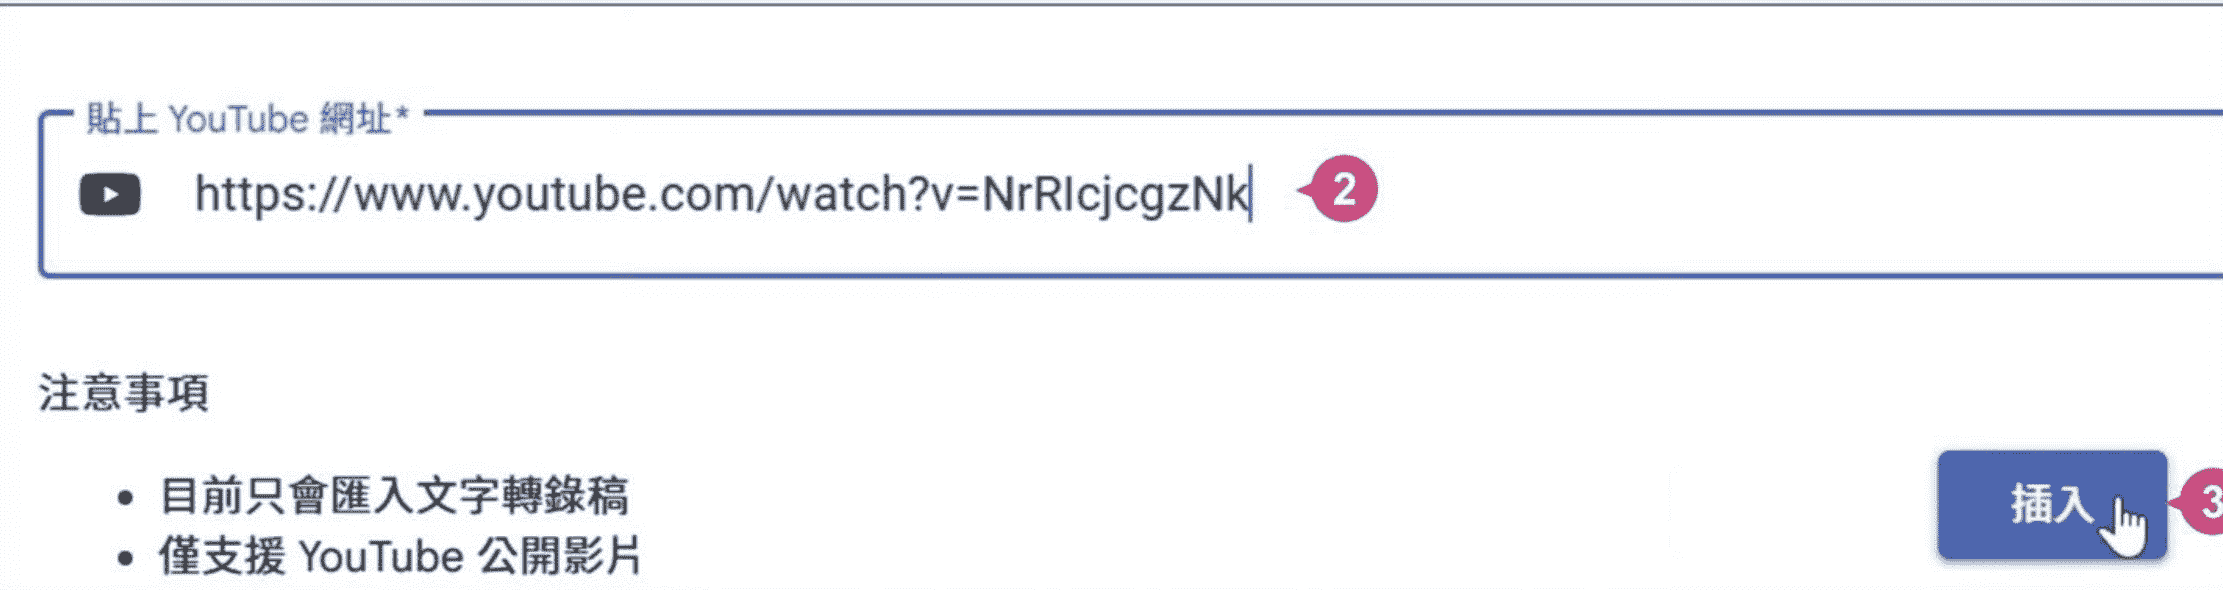 貼上 YouTube 網址*
https://www.youtube.com/watch?v=NrRIcjcgzNk
2
注意事項
目前只會匯入文字轉錄稿
僅支援 YouTube 公開影片
插入
3